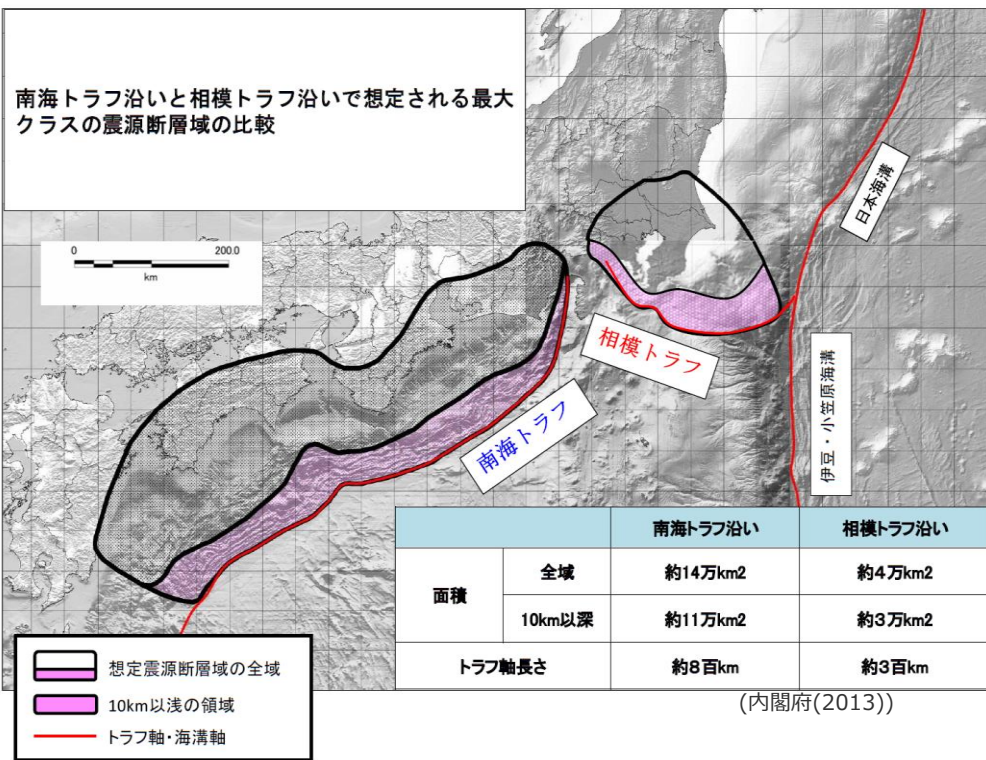 南海トラフ沿いと相模トラフ沿いで想定される最大
クラスの震源断層域の比較
0 200.0
km
日本海溝
相模トラフ
伊豆・小笠原海溝
南海トラフ
南海トラフ沿い 相模トラフ沿い
面積 全域 約14万km2 約4万km2
10km以深 約11万km2 約3万km2
トラフ軸長さ 約8百km 約3百km
想定震源断層域の全域
10km以浅の領域
トラフ軸・海溝軸
(内閣府(2013))